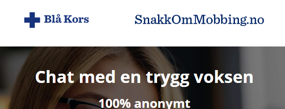 Blå Kors SnakkOmMobbing.no
Chat med en trygg voksen
100% anonymt